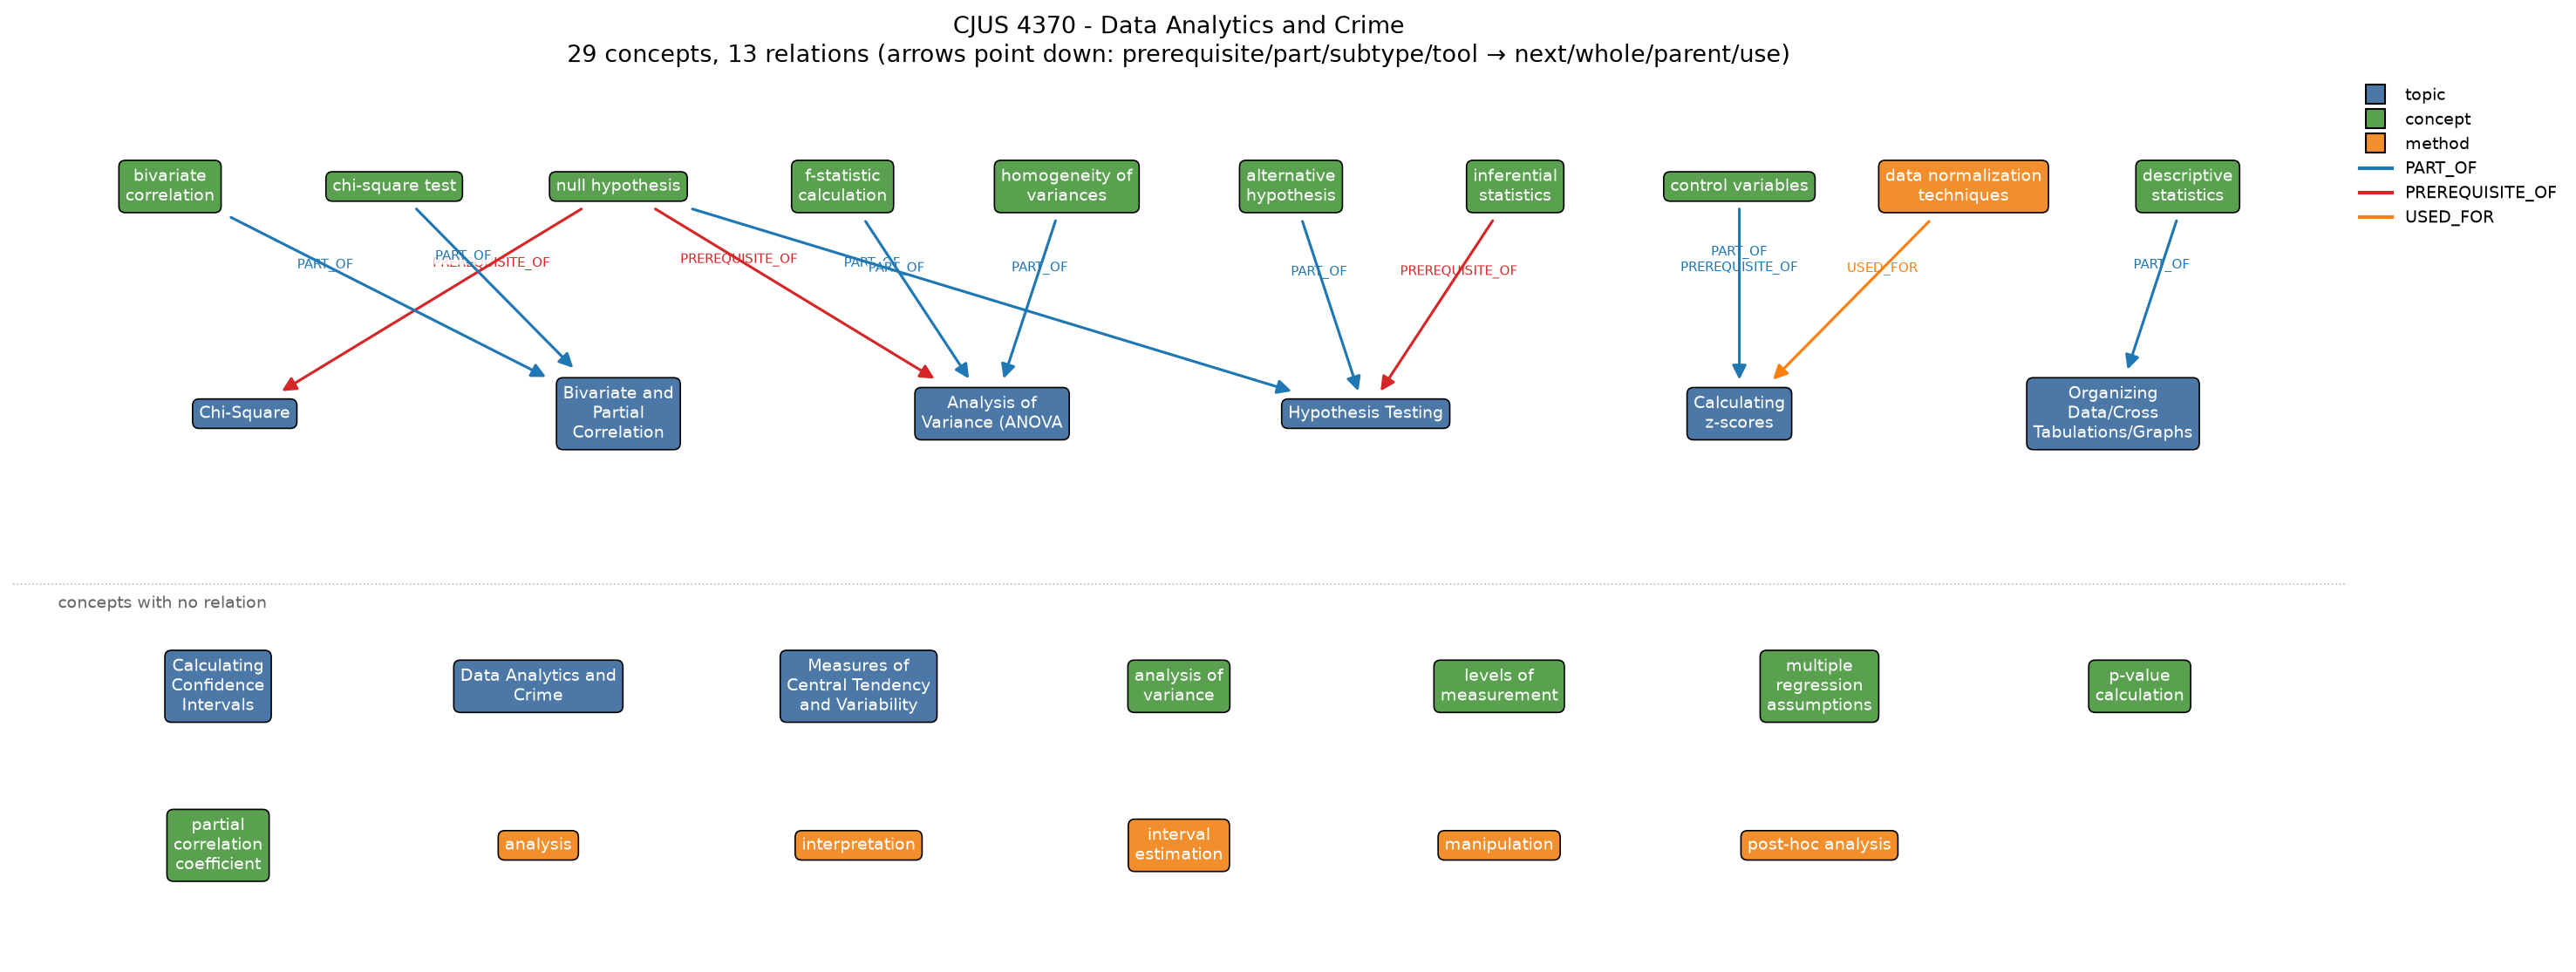 CJUS 4370 - Data Analytics and Crime
29 concepts, 13 relations (arrows point down: prerequisite/part/subtype/tool → next/whole/parent/use)
topic
concept
method
PART_OF
PREREQUISITE_OF
USED_FOR
bivariate
correlation
chi-square test
null hypothesis
f-statistic
calculation
homogeneity of
variances
alternative
hypothesis
inferential
statistics
control variables
data normalization
techniques
descriptive
statistics
PART_OF
PART_OF
PREREQUISITE_OF
PREREQUISITE_OF
PART_OF
PART_OF
PART_OF
PART_OF
PREREQUISITE_OF
PART_OF
PREREQUISITE_OF
USED_FOR
PART_OF
Chi-Square
Bivariate and
Partial
Correlation
Analysis of
Variance (ANOVA
Hypothesis Testing
Calculating
z-scores
Organizing
Data/Cross
Tabulations/Graphs
concepts with no relation
Calculating
Confidence
Intervals
Data Analytics and
Crime
Measures of
Central Tendency
and Variability
analysis of
variance
levels of
measurement
multiple
regression
assumptions
p-value
calculation
partial
correlation
coefficient
analysis
interpretation
interval
estimation
manipulation
post-hoc analysis